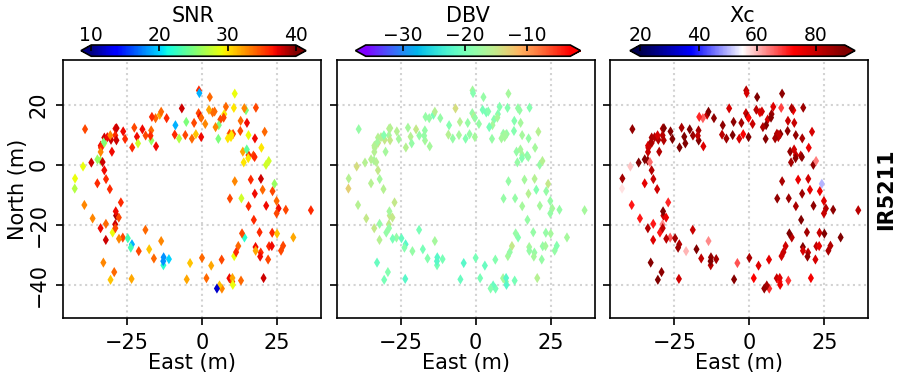 SNR DBV Xc
10 20 30 40 −30 −20 −10 20 40 60 80
20
0
−20
−40
North (m)
−25 0 25 −25 0 25 −25 0 25
East (m) East (m) East (m)
IR5211